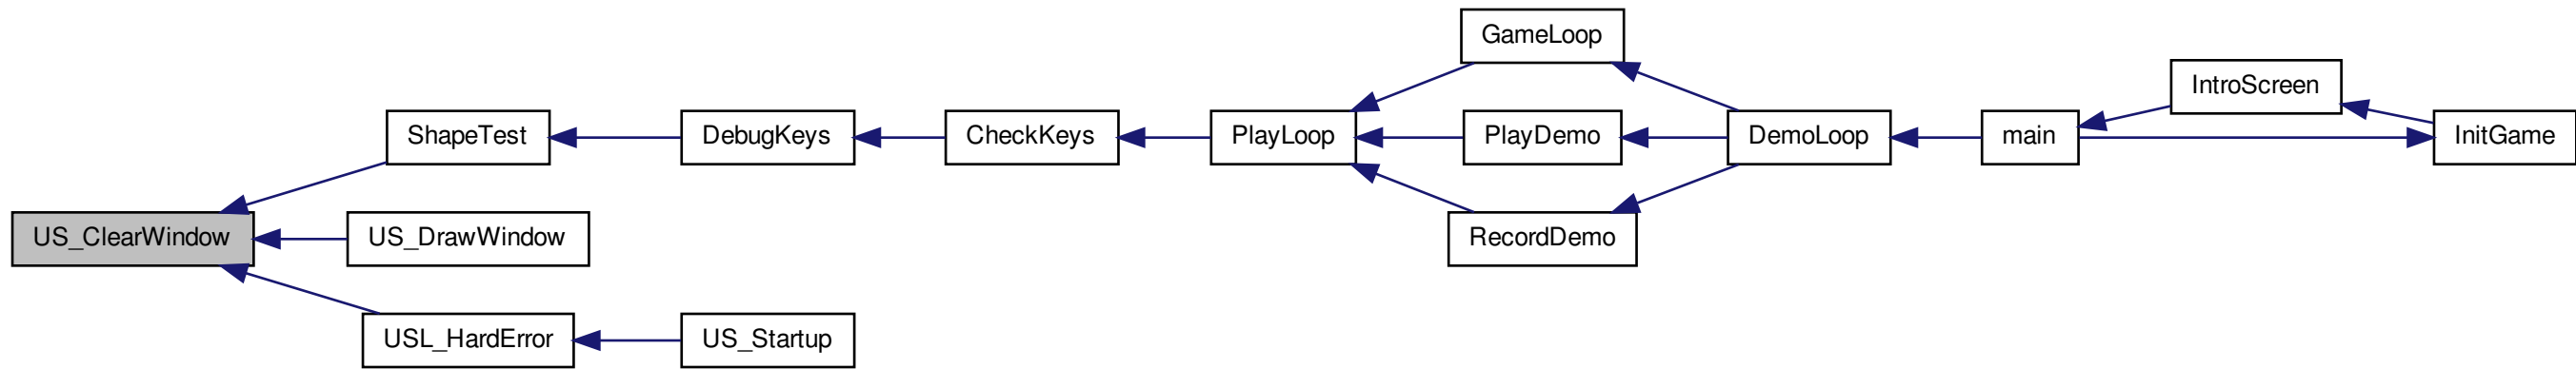 GameLoop
IntroScreen
ShapeTest
DebugKeys
CheckKeys
PlayLoop
PlayDemo
DemoLoop
main
InitGame
US_ClearWindow
US_DrawWindow
RecordDemo
USL_HardError
US_Startup